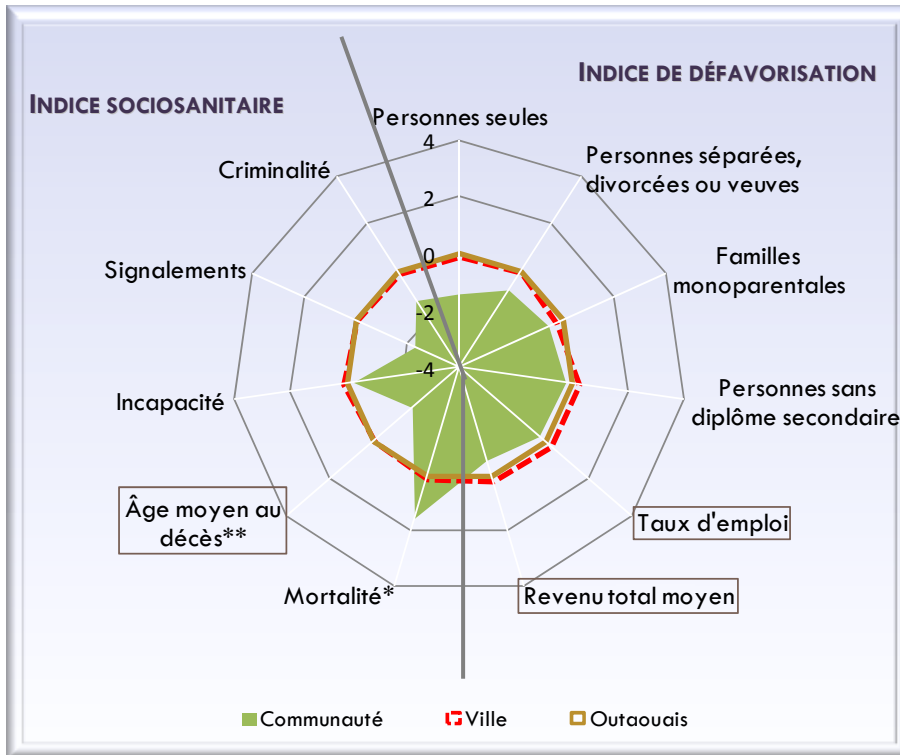 INDICE DE DÉFAVORISATION
INDICE SOCIOSANITAIRE
Personnes seules
4
Personnes séparées,
divorcées ou veuves
Criminalité
2
Signalements
0
Familles
monoparentales
-2
-4
Incapacité
Personnes sans
diplôme secondaire
Âge moyen au
décès**
Taux d'emploi
Mortalité*
Revenu total moyen
Communauté
Ville
Outaouais